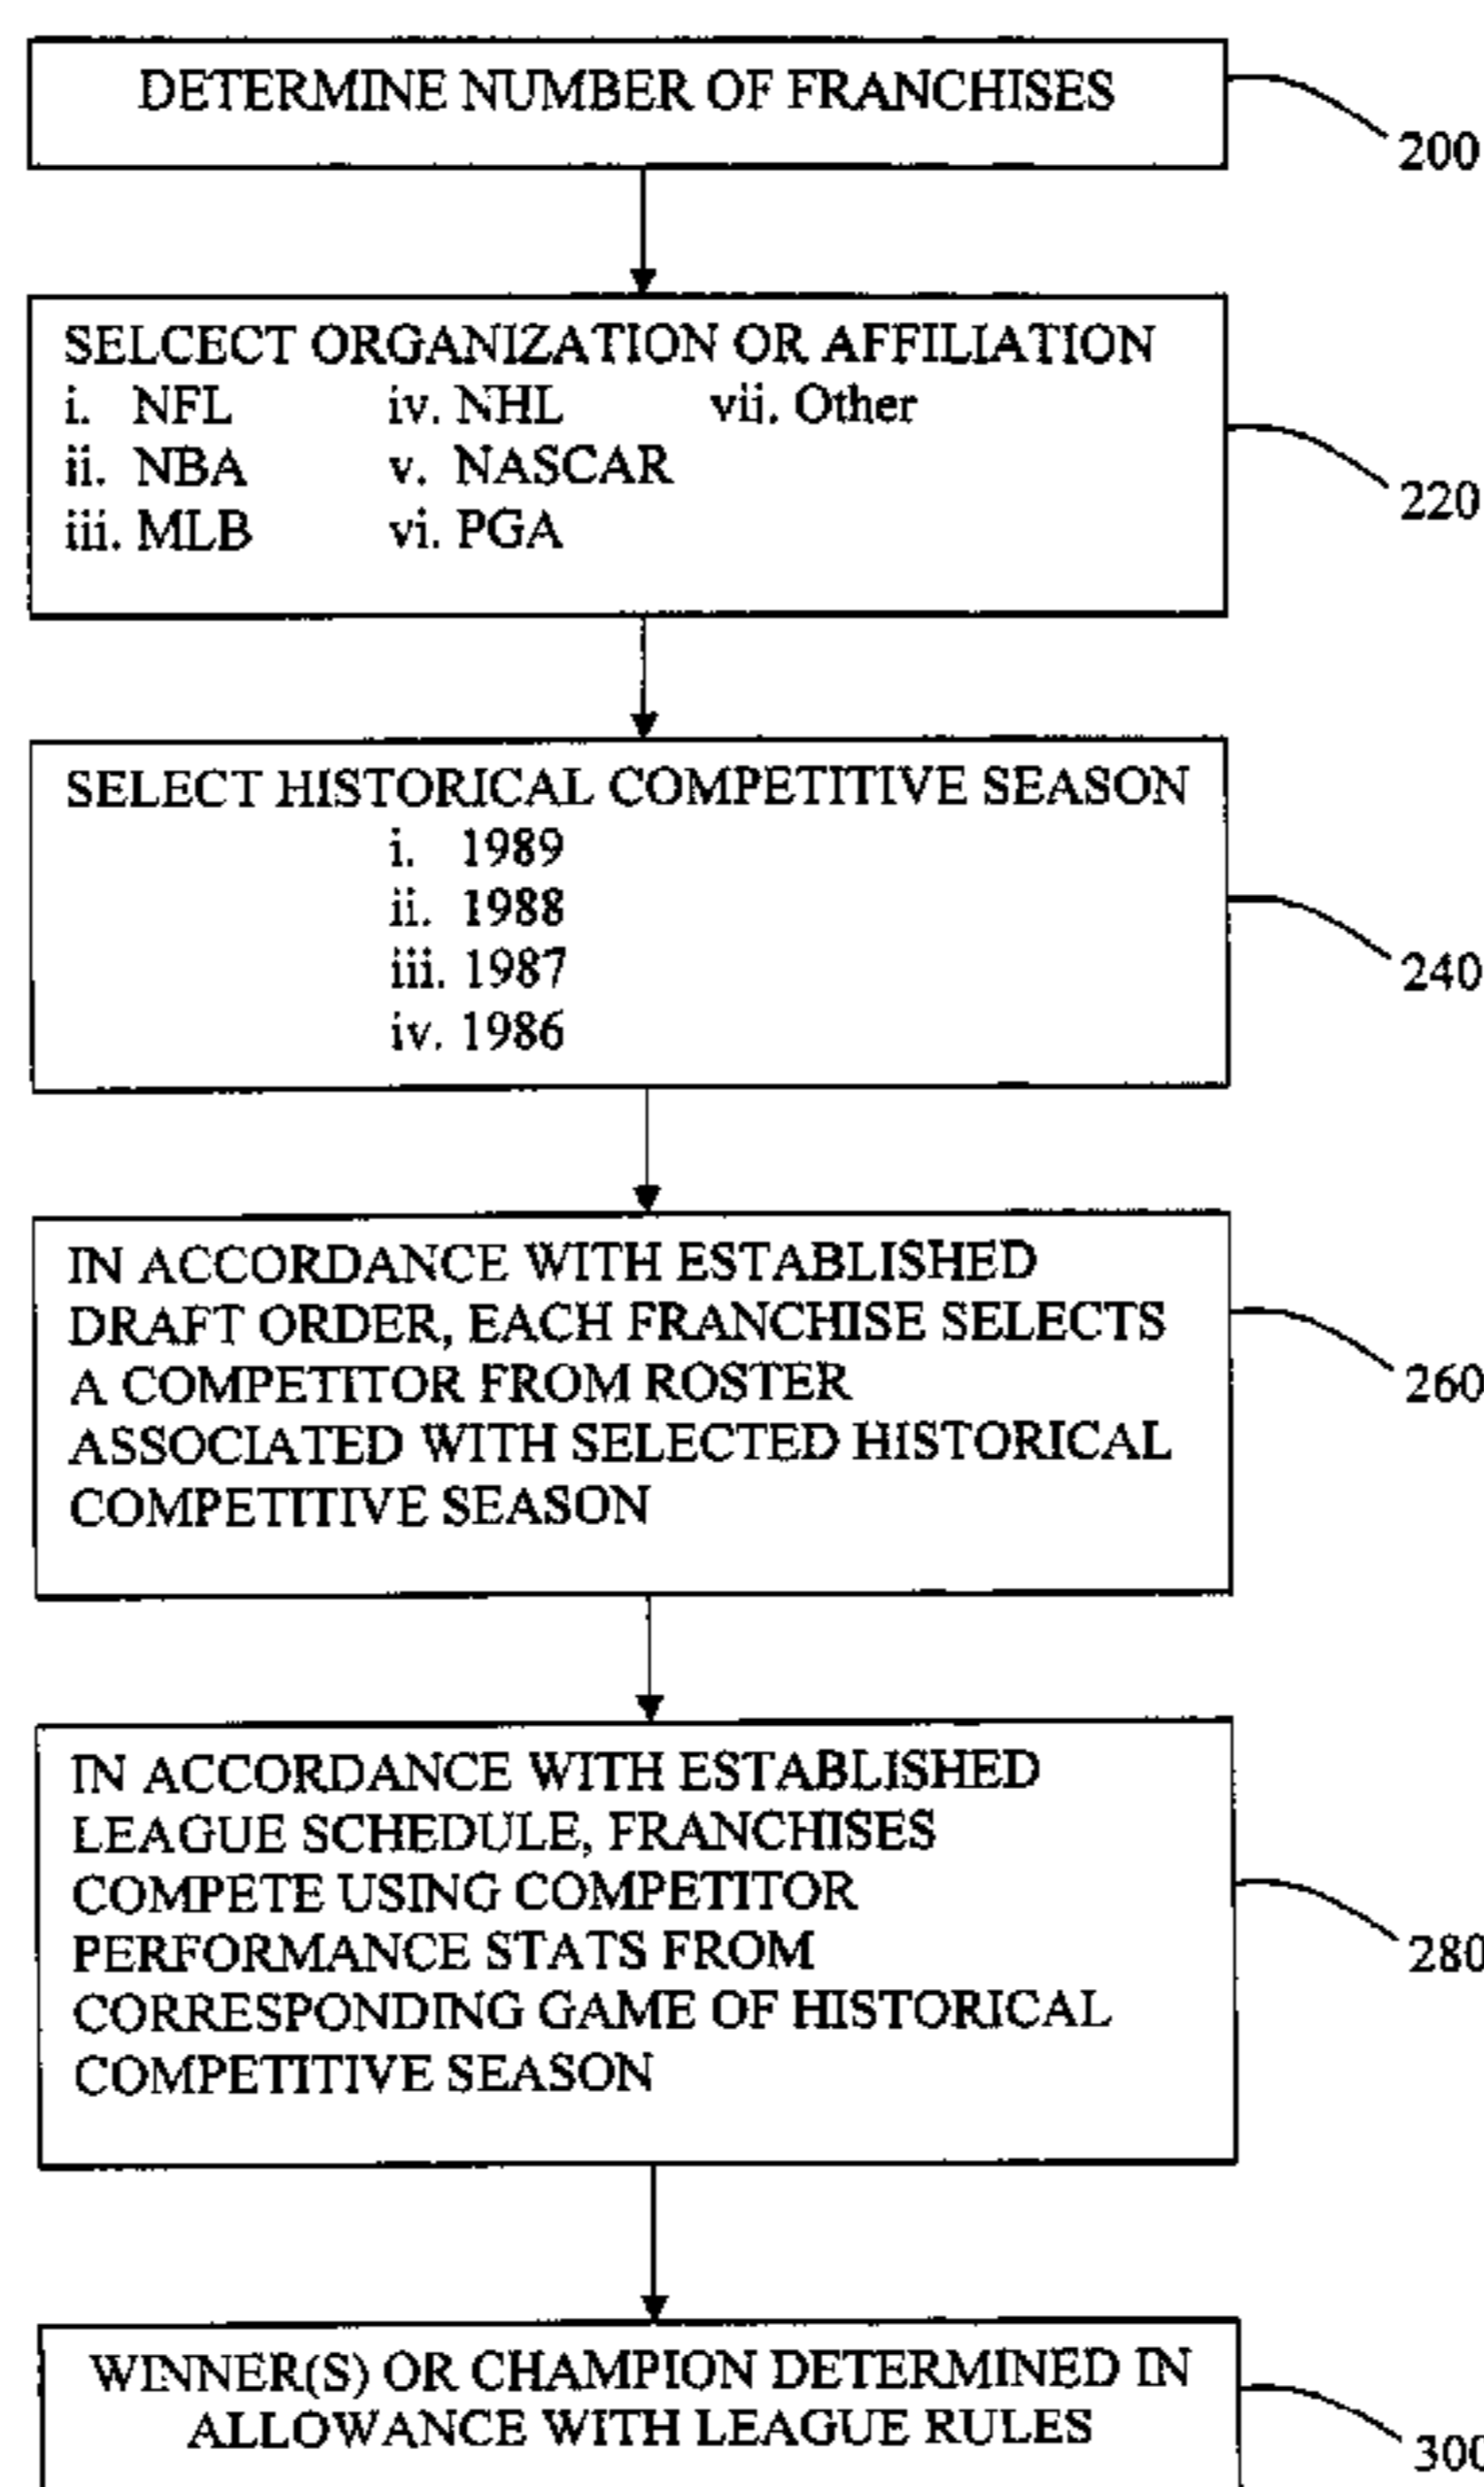 DETERMINE NUMBER OF FRANCHISES
200
SELCECT ORGANIZATION OR AFFILIATION
i. NFL iv. NHL vii. Other
ii. NBA v. NASCAR
iii. MLB vi. PGA
220
SELECT HISTORICAL COMPETITIVE SEASON
i. 1989
ii. 1988
iii. 1987
iv. 1986
240
IN ACCORDANCE WITH ESTABLISHED
DRAFT ORDER, EACH FRANCHISE SELECTS
A COMPETITOR FROM ROSTER
ASSOCIATED WITH SELECTED HISTORICAL
COMPETITIVE SEASON
260
IN ACCORDANCE WITH ESTABLISHED
LEAGUE SCHEDULE, FRANCHISES
COMPETE USING COMPETITOR
PERFORMANCE STATS FROM
CORRESPONDING GAME OF HISTORICAL
COMPETITIVE SEASON
280
WINNER(S) OR CHAMPION DETERMINED IN
ALLOWANCE WITH LEAGUE RULES
300